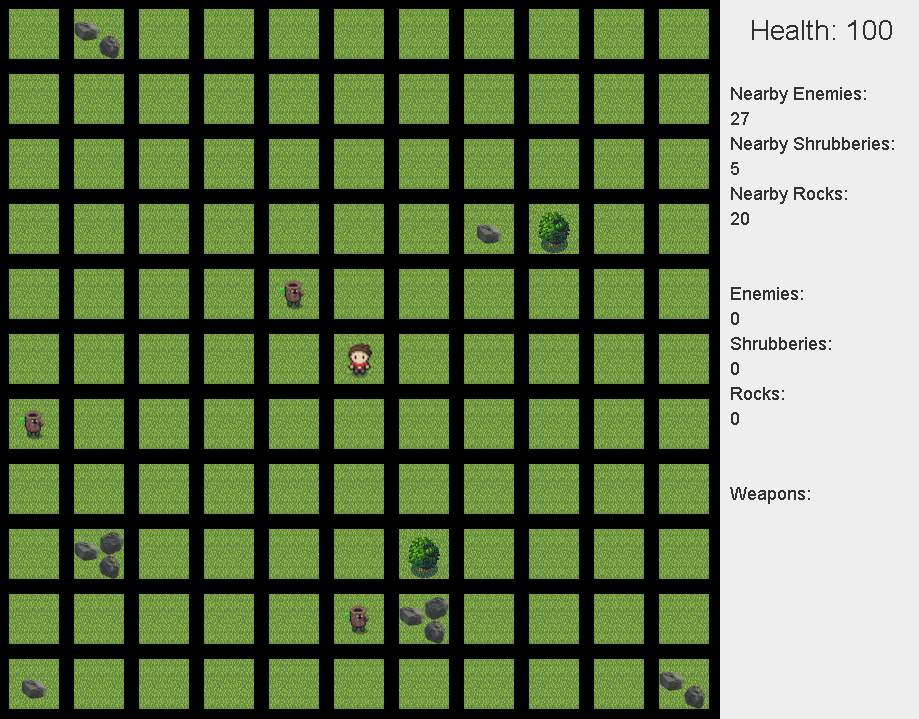 Health: 100
Nearby Enemies:
27
Nearby Shrubberies:
5
Nearby Rocks:
20
Enemies:
0
Shrubberies:
0
Rocks:
0
Weapons: